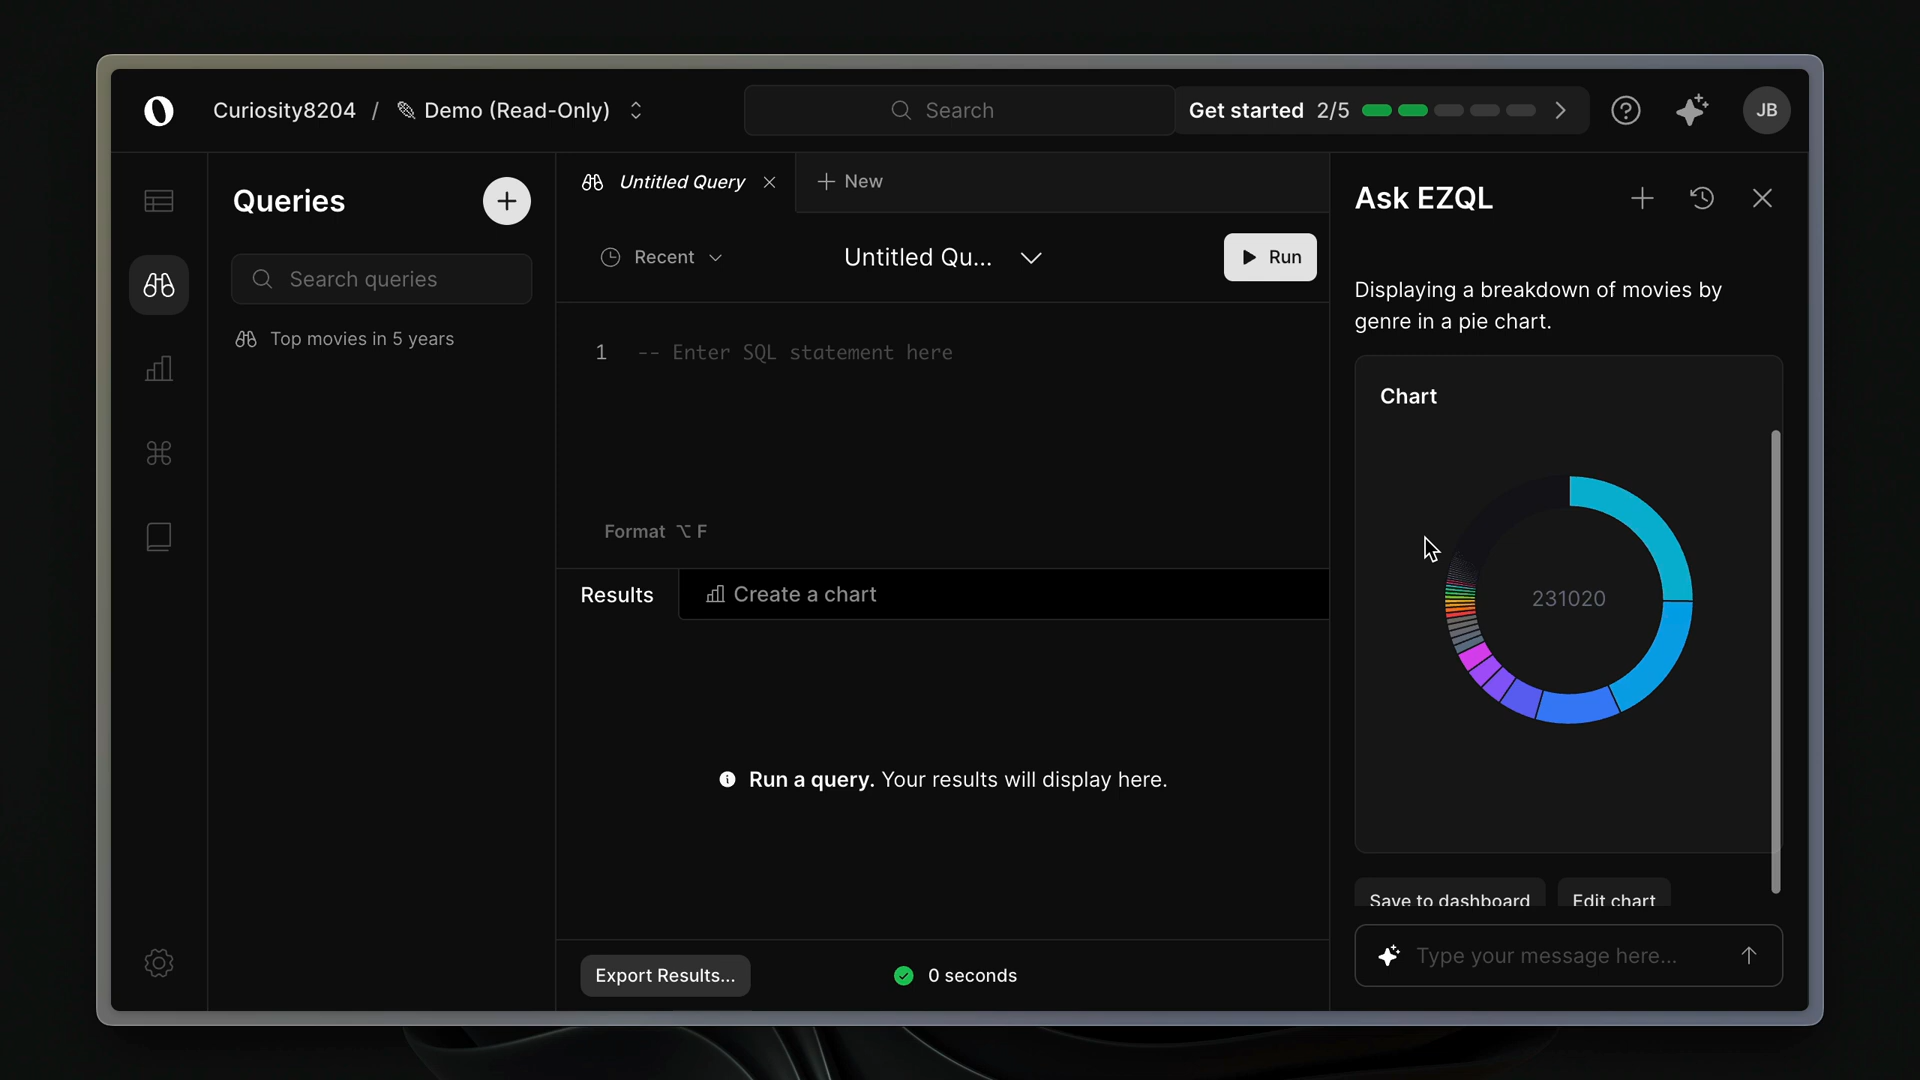 Curiosity8204 / Demo (Read-Only)
Search
Get started 2/5
JB
Queries
Search queries
Top movies in 5 years
Untitled Query
New
Recent
Untitled Qu...
Run
1 -- Enter SQL statement here
Format ⌥ F
Results
Create a chart
Run a query. Your results will display here.
Export Results...
0 seconds
Ask EZQL
Displaying a breakdown of movies by
genre in a pie chart.
Chart
231020
Save to dashboard
Edit chart
Type your message here...